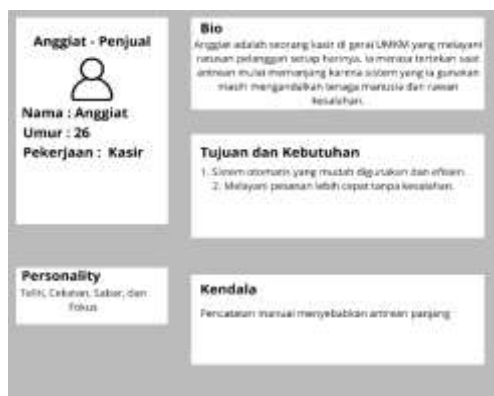 Anggiat - Penjual
Nama : Anggiat
Umur : 26
Pekerjaan : Kasir
Personality
Teliti, Cekatan, Sabar, dan
Fokus
Bio
Anggiat adalah seorang kasir di gerai UMKM yang melayani
ratusan pelanggan setiap harinya. Ia merasa tertekan saat
antrean mulai memanjang karena sistem yang ia gunakan
masih mengandalkan tenaga manusia dan rawan
kesalahan.
Tujuan dan Kebutuhan
1. Sistem otomatis yang mudah digunakan dan efisien.
2. Melayani pesanan lebih cepat tanpa kesalahan.
Kendala
Pencatatan manual menyebabkan antrean panjang